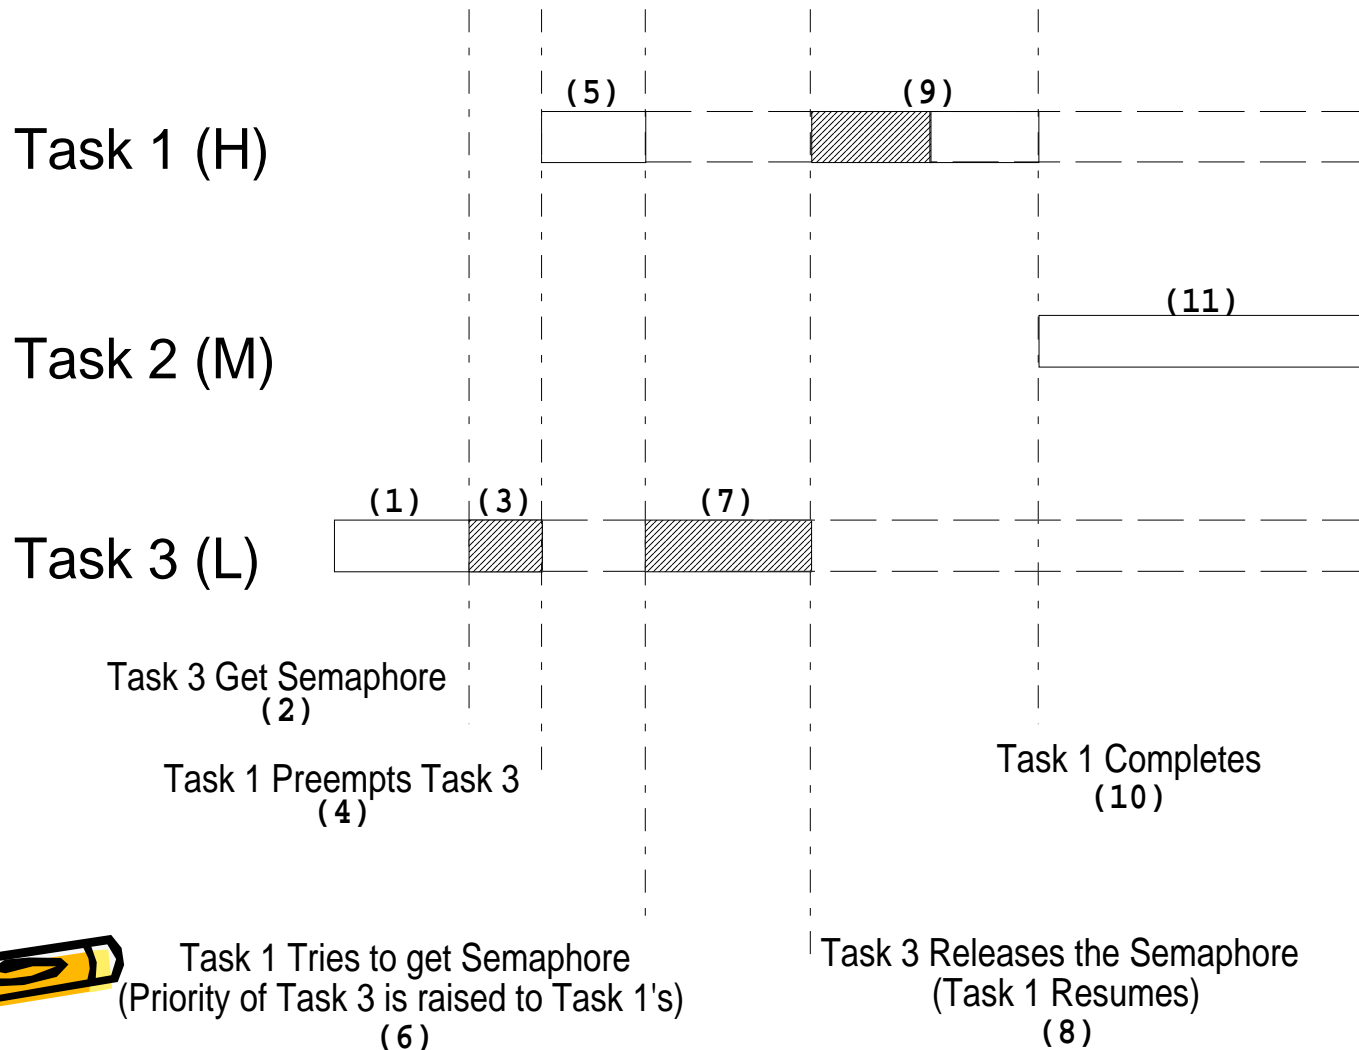 (5)
(9)
Task 1 (H)
(11)
Task 2 (M)
(1)
(3)
(7)
Task 3 (L)
Task 3 Get Semaphore
(2)
Task 1 Preempts Task 3
(4)
Task 1 Completes
(10)
Task 1 Tries to get Semaphore
(Priority of Task 3 is raised to Task 1's)
(6)
Task 3 Releases the Semaphore
(Task 1 Resumes)
(8)